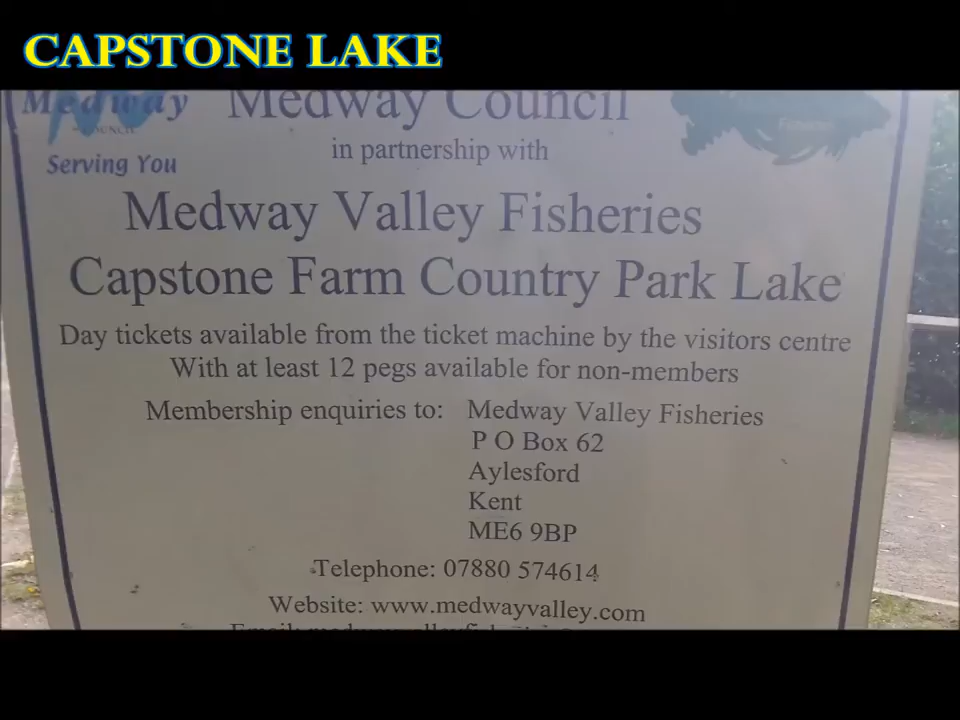 CAPSTONE LAKE
Medway
COUNCIL
Serving You
Medway Council
in partnership with
Medway Valley Fisheries
Capstone Farm Country Park Lake
Day tickets available from the ticket machine by the visitors centre
With at least 12 pegs available for non-members
Membership enquiries to: Medway Valley Fisheries
P O Box 62
Aylesford
Kent
ME6 9BP
Telephone: 07880 574614
Website: www.medwayvalley.com
Email: